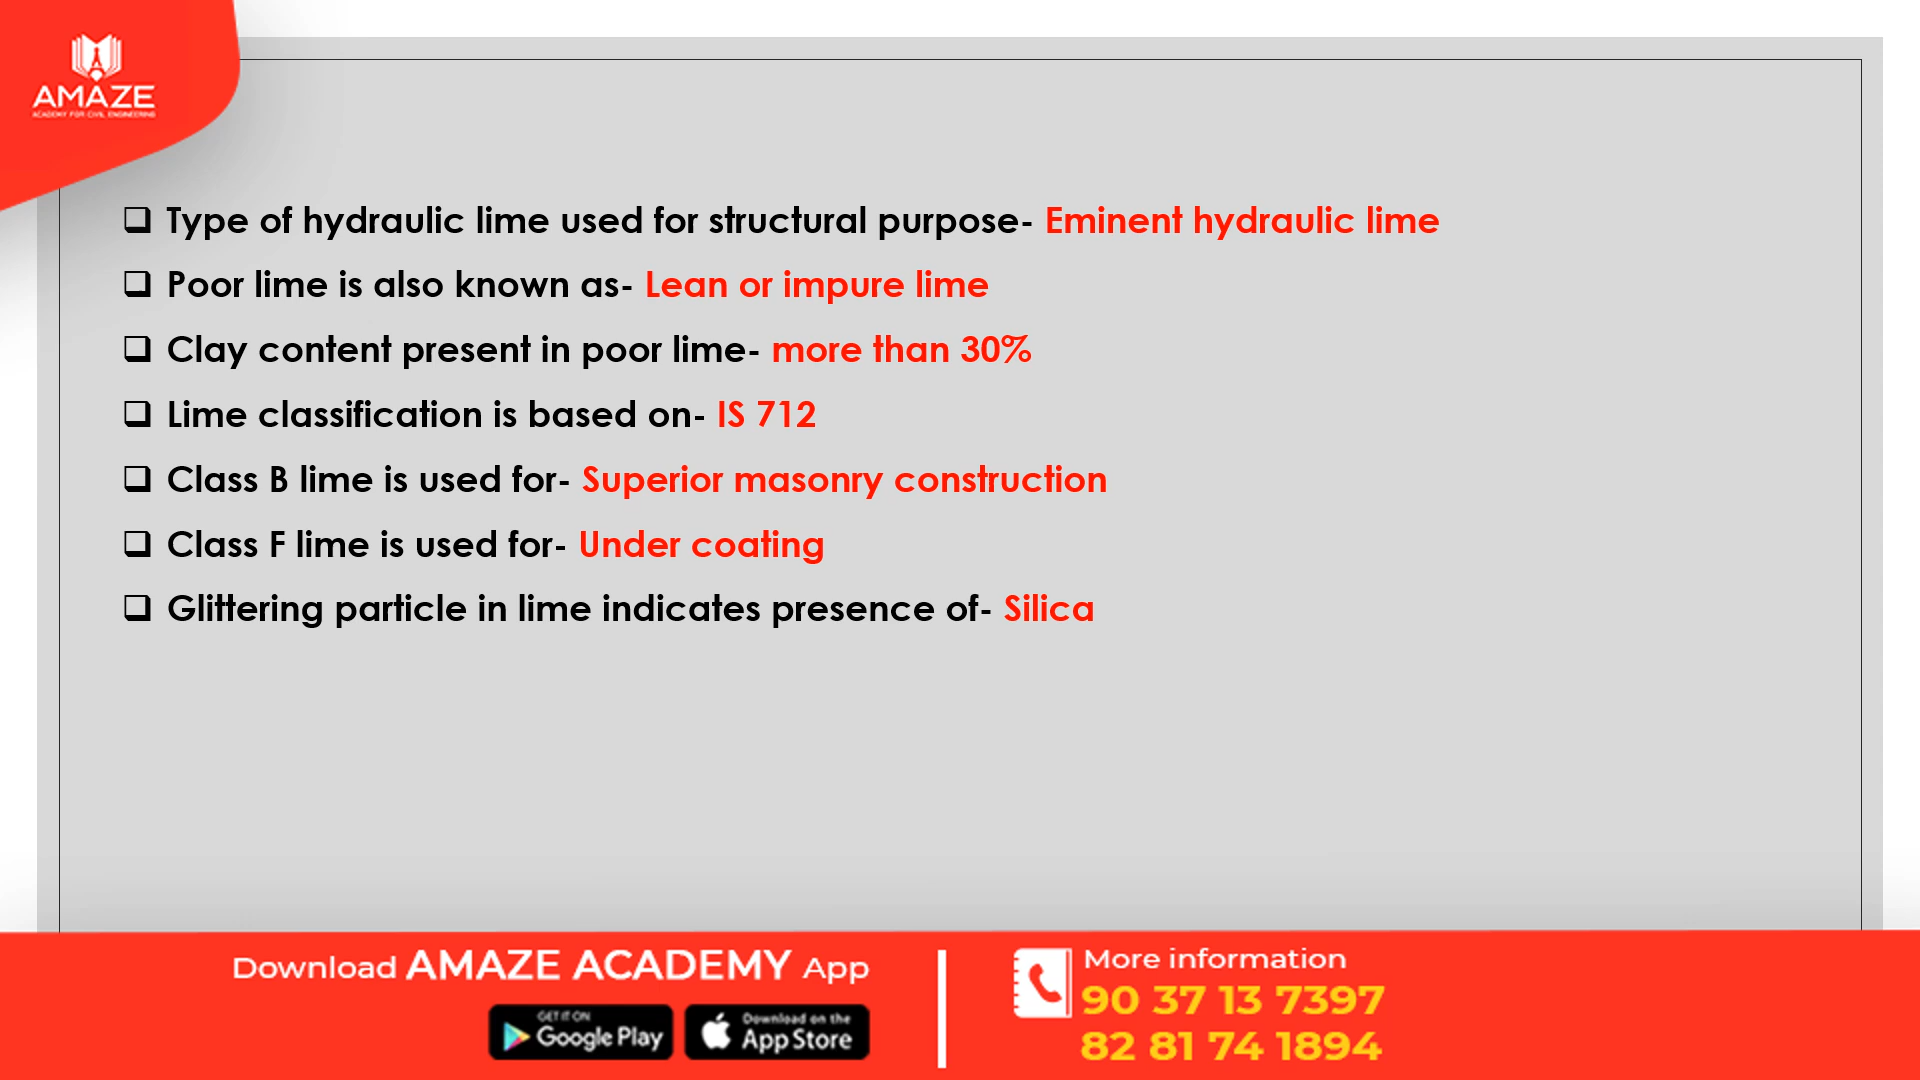 AMAZE
ACADEMY FOR CIVIL ENGINEERING
Type of hydraulic lime used for structural purpose- Eminent hydraulic lime
Poor lime is also known as- Lean or impure lime
Clay content present in poor lime- more than 30%
Lime classification is based on- IS 712
Class B lime is used for- Superior masonry construction
Class F lime is used for- Under coating
Glittering particle in lime indicates presence of- Silica
Download AMAZE ACADEMY App
GET IT ON
Google Play
Download on the
App Store
More information
90 37 13 7397
82 81 74 1894